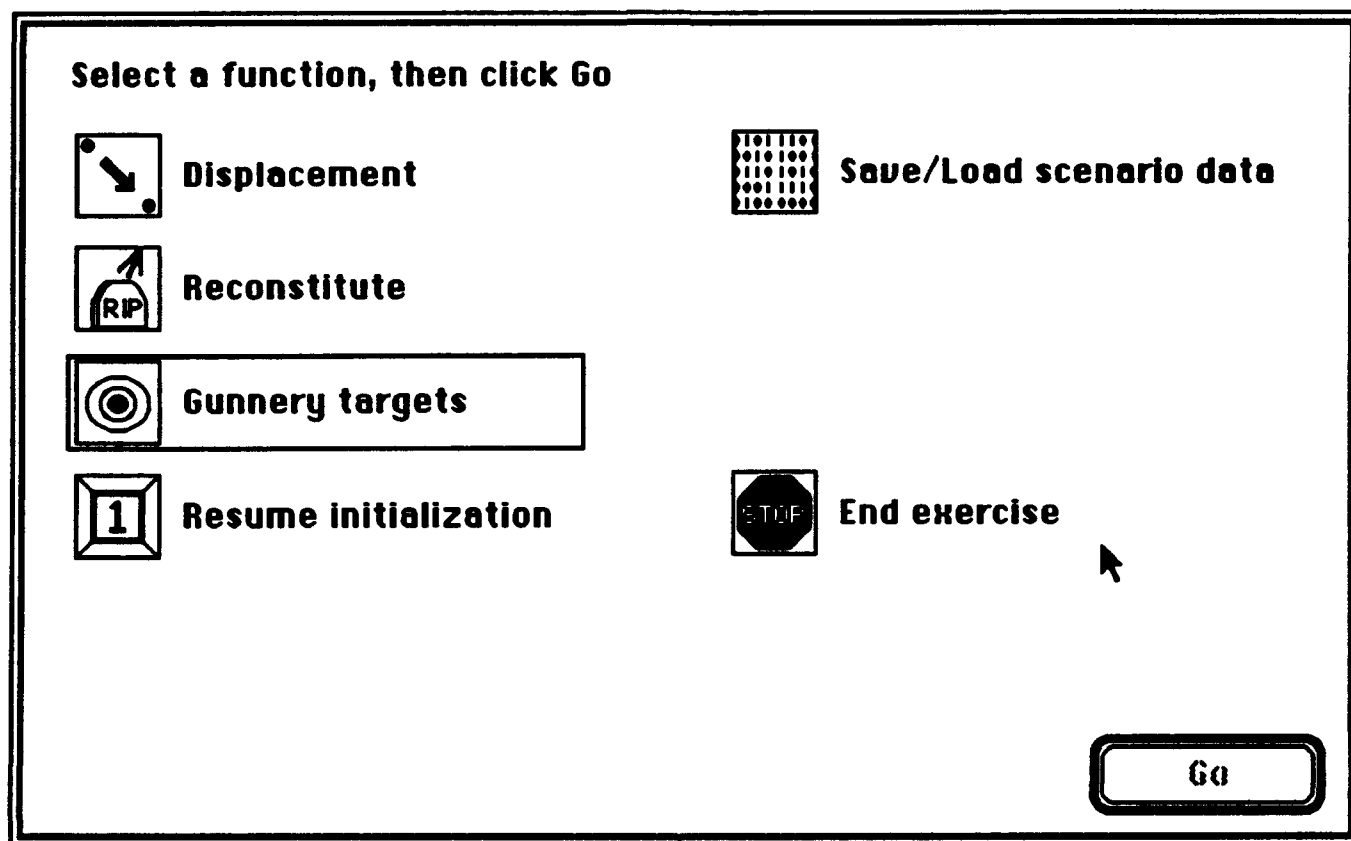 Select a function, then click Go
Displacement
Save/Load scenario data
RIP
Reconstitute
Gunnery targets
1
Resume initialization
STOP
End exercise
Go